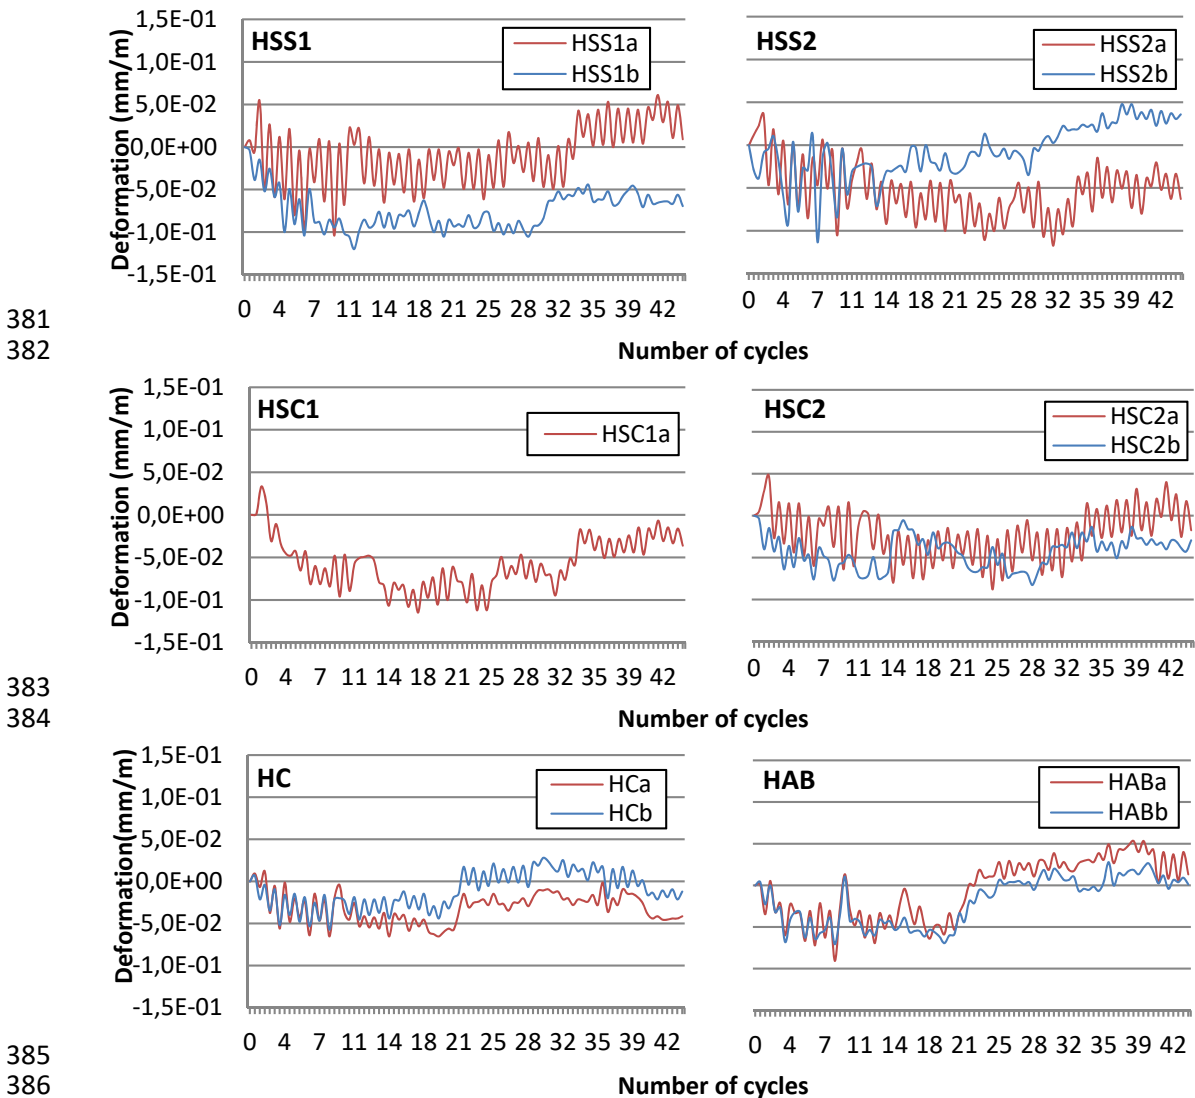 1,5E-01
1,0E-01
5,0E-02
0,0E+00
-5,0E-02
-1,0E-01
-1,5E-01
Deformation (mm/m)
HSS1
HSS1a
HSS1b
0 4 7 11 14 18 21 25 28 32 35 39 42
HSS2
HSS2a
HSS2b
0 4 7 11 14 18 21 25 28 32 35 39 42
381
382
Number of cycles
1,5E-01
1,0E-01
5,0E-02
0,0E+00
-5,0E-02
-1,0E-01
-1,5E-01
Deformation (mm/m)
HSC1
HSC1a
0 4 8 11 14 18 21 25 28 32 35 39 42
HSC2
HSC2a
HSC2b
0 4 7 11 14 18 21 25 28 32 35 39 42
383
384
Number of cycles
1,5E-01
1,0E-01
5,0E-02
0,0E+00
-5,0E-02
-1,0E-01
-1,5E-01
Deformation(mm/m)
HC
HCa
HCb
0 4 8 11 14 18 21 25 28 32 35 39 42
HAB
HABa
HABb
0 4 7 11 14 18 21 25 28 32 35 39 42
385
386
Number of cycles